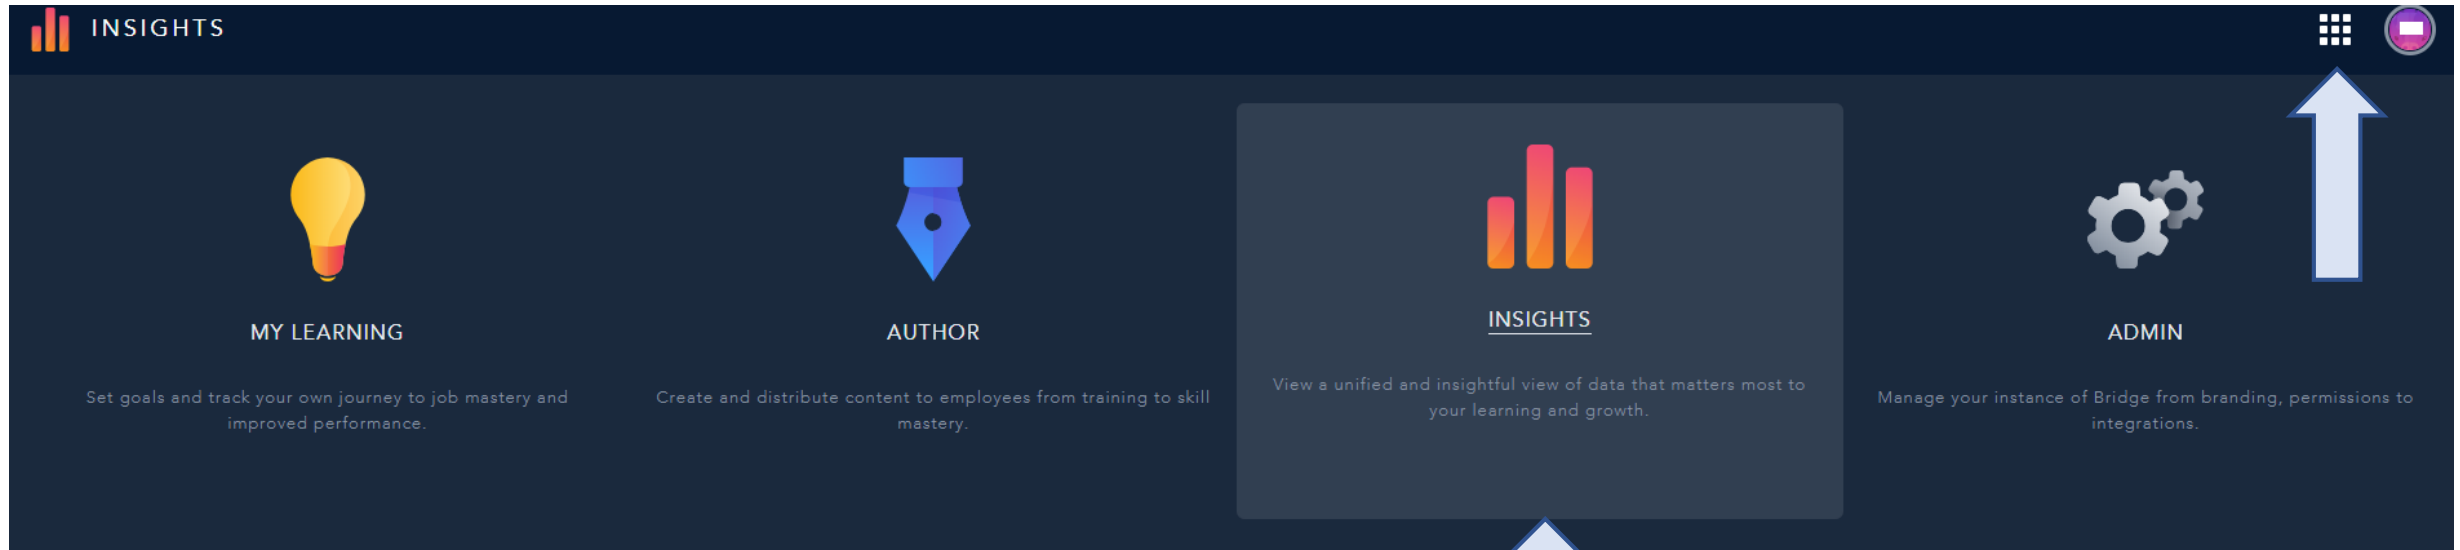 INSIGHTS
MY LEARNING
Set goals and track your own journey to job mastery and
improved performance.
AUTHOR
Create and distribute content to employees from training to skill
mastery.
INSIGHTS
View a unified and insightful view of data that matters most to
your learning and growth.
ADMIN
Manage your instance of Bridge from branding, permissions to
integrations.